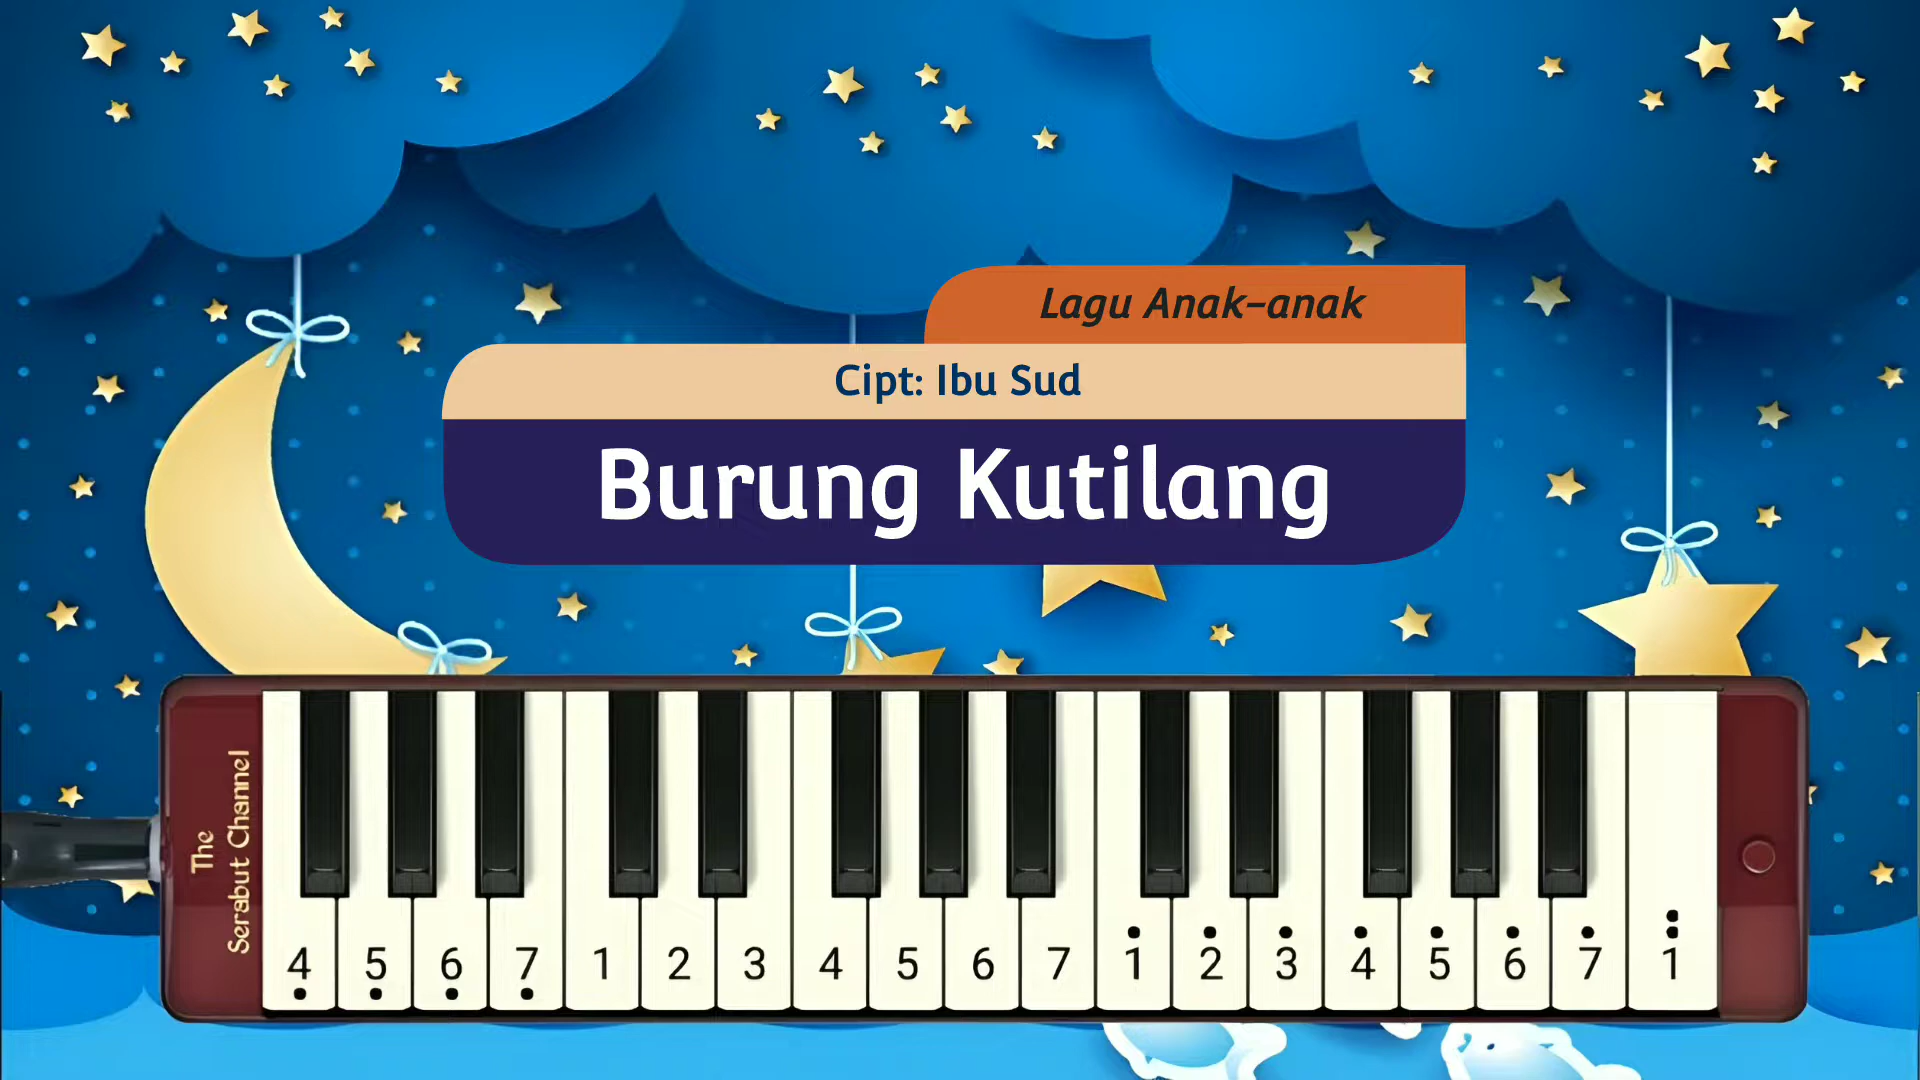 Lagu Anak-anak
Cipt: Ibu Sud
Burung Kutilang
The
Serabut Channel
4 5 6 7 1 2 3 4 5 6 7 1 2 3 4 5 6 7 1